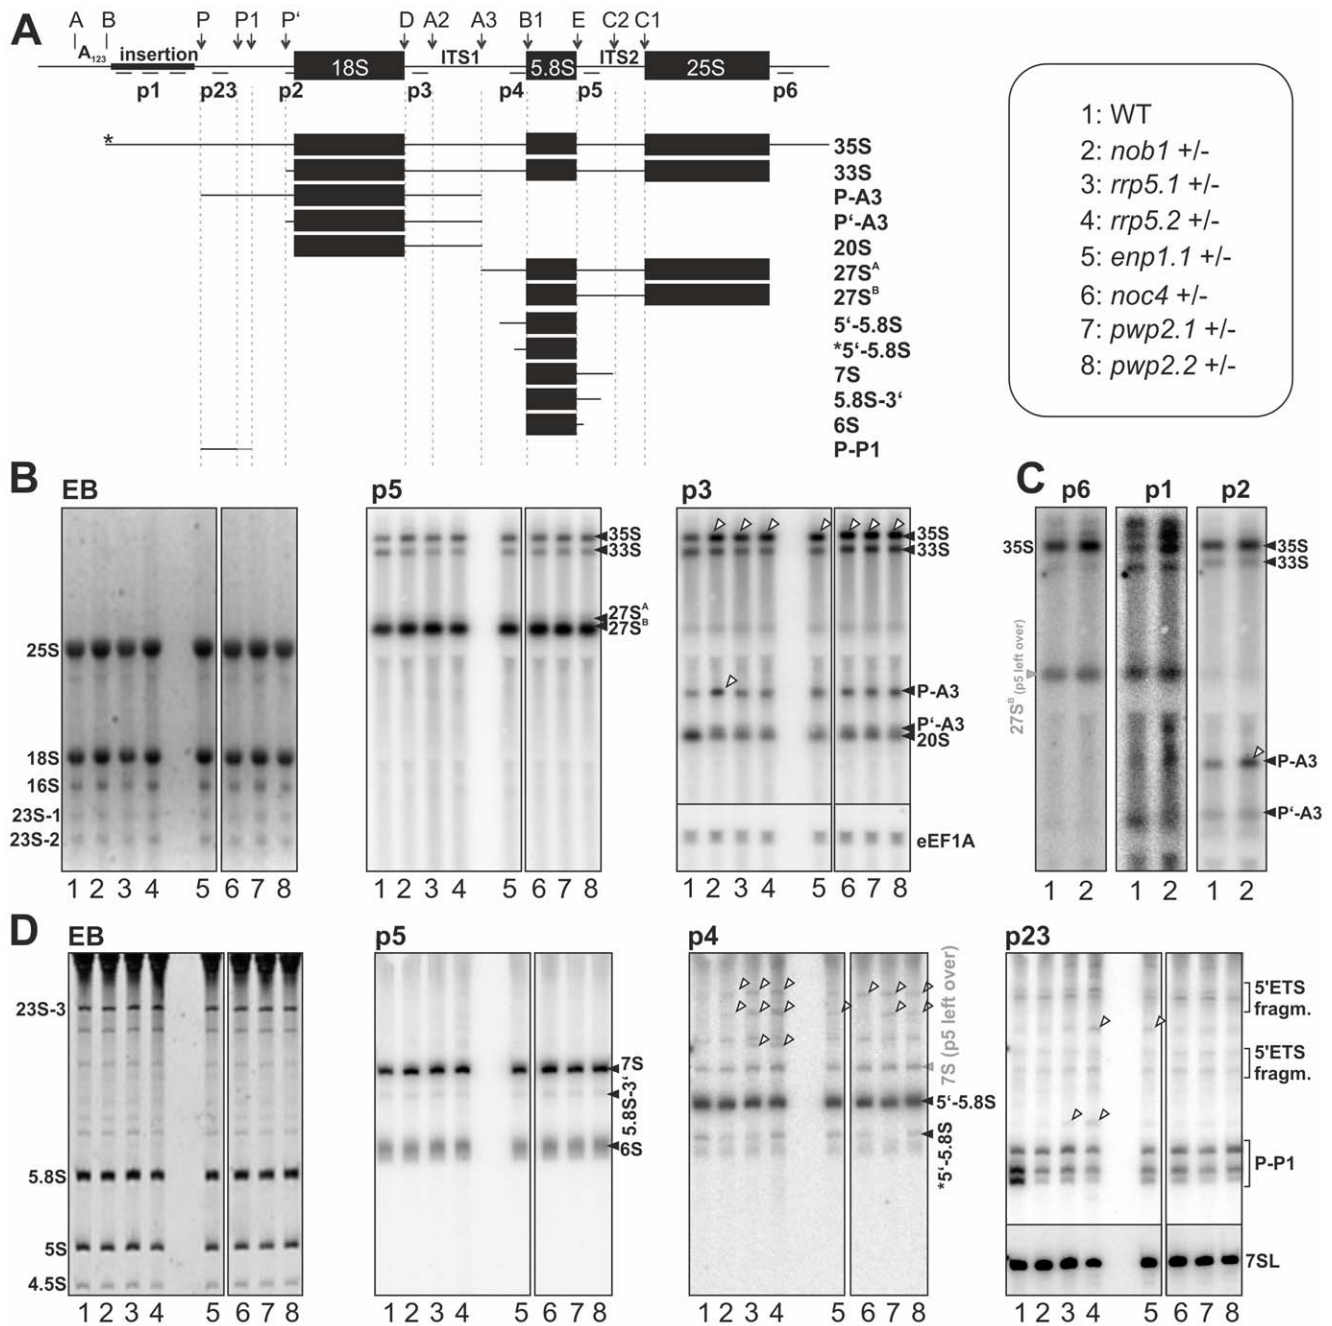 A
A B P P1 P‘ D A2 A3 B1 E C2 C1
A123 insertion ITS1 ITS2
18S 5.8S 25S
p1 p23 p2 p3 p4 p5 p6
*
35S
33S
P-A3
P‘-A3
20S
27SA
27SB
5‘-5.8S
*5‘-5.8S
7S
5.8S-3‘
6S
P-P1
1: WT
2: nob1 +/-
3: rrp5.1 +/-
4: rrp5.2 +/-
5: enp1.1 +/-
6: noc4 +/-
7: pwp2.1 +/-
8: pwp2.2 +/-
B
EB
25S
18S
16S
23S-1
23S-2
1 2 3 4 5 6 7 8
p5
35S
33S
27SA
27SB
1 2 3 4 5 6 7 8
p3
35S
33S
P-A3
P‘-A3
20S
eEF1A
1 2 3 4 5 6 7 8
C
p6 p1 p2
35S
27SB (p5 left over)
35S
33S
P-A3
P‘-A3
1 2 1 2 1 2
D
EB
23S-3
5.8S
5S
4.5S
1 2 3 4 5 6 7 8
p5
7S
5.8S-3‘
6S
1 2 3 4 5 6 7 8
p4
7S (p5 left over)
5‘-5.8S
*5‘-5.8S
1 2 3 4 5 6 7 8
p23
5'ETS
fragm.
5'ETS
fragm.
P-P1
7SL
1 2 3 4 5 6 7 8